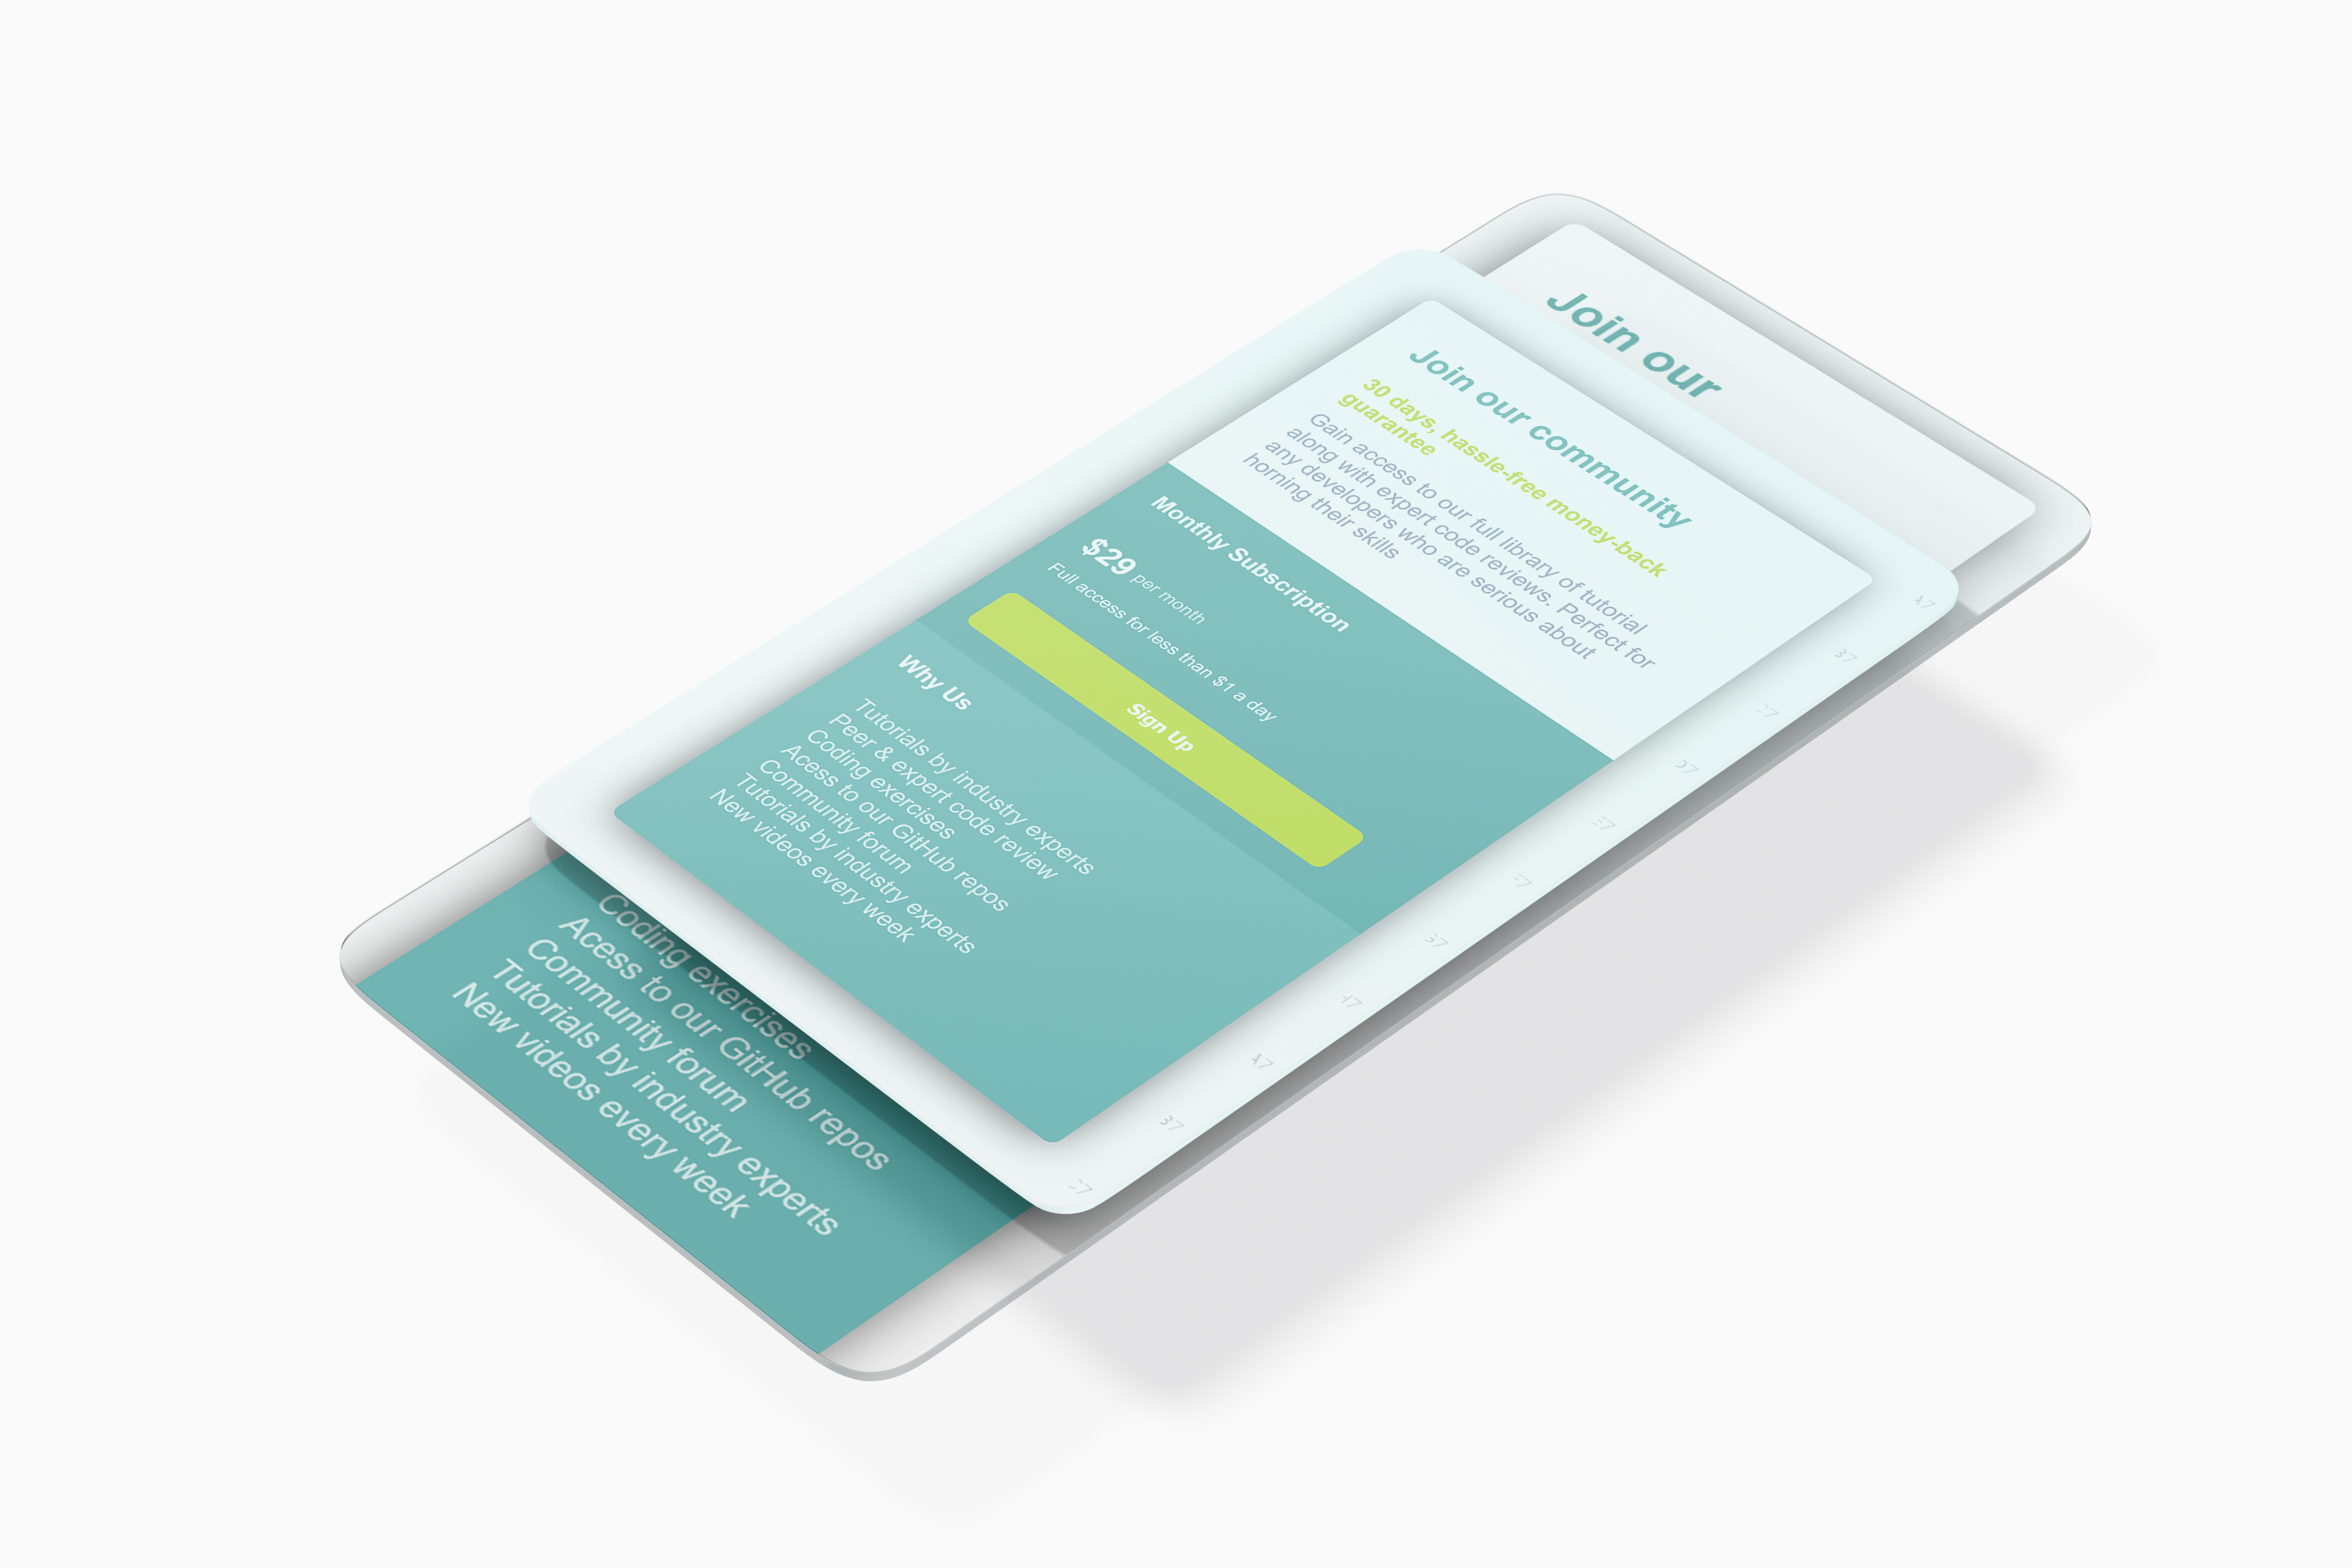 Join our
Join our community
30 days, hassle-free money-back
guarantee
Gain access to our full library of tutorial
along with expert code reviews. Perfect for
any developers who are serious about
horning their skills
Monthly Subscription
$29 per month
Full access for less than $1 a day
Sign Up
Why Us
Tutorials by industry experts
Peer & expert code review
Coding exercises
Acess to our GitHub repos
Community forum
Tutorials by industry experts
New videos every week
Coding exercises
Acess to our GitHub repos
Community forum
Tutorials by industry experts
New videos every week